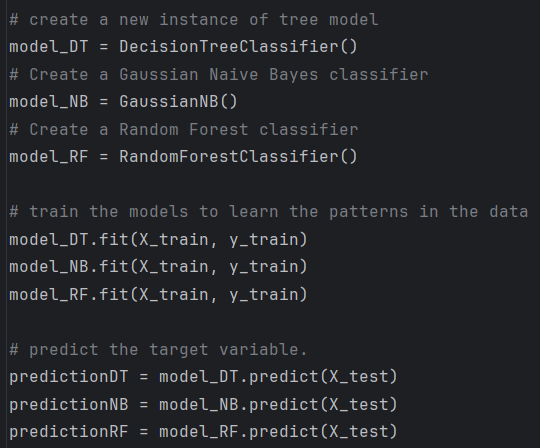 # create a new instance of tree model
model_DT = DecisionTreeClassifier()
# Create a Gaussian Naive Bayes classifier
model_NB = GaussianNB()
# Create a Random Forest classifier
model_RF = RandomForestClassifier()
# train the models to learn the patterns in the data
model_DT.fit(X_train, y_train)
model_NB.fit(X_train, y_train)
model_RF.fit(X_train, y_train)
# predict the target variable.
predictionDT = model_DT.predict(X_test)
predictionNB = model_NB.predict(X_test)
predictionRF = model_RF.predict(X_test)